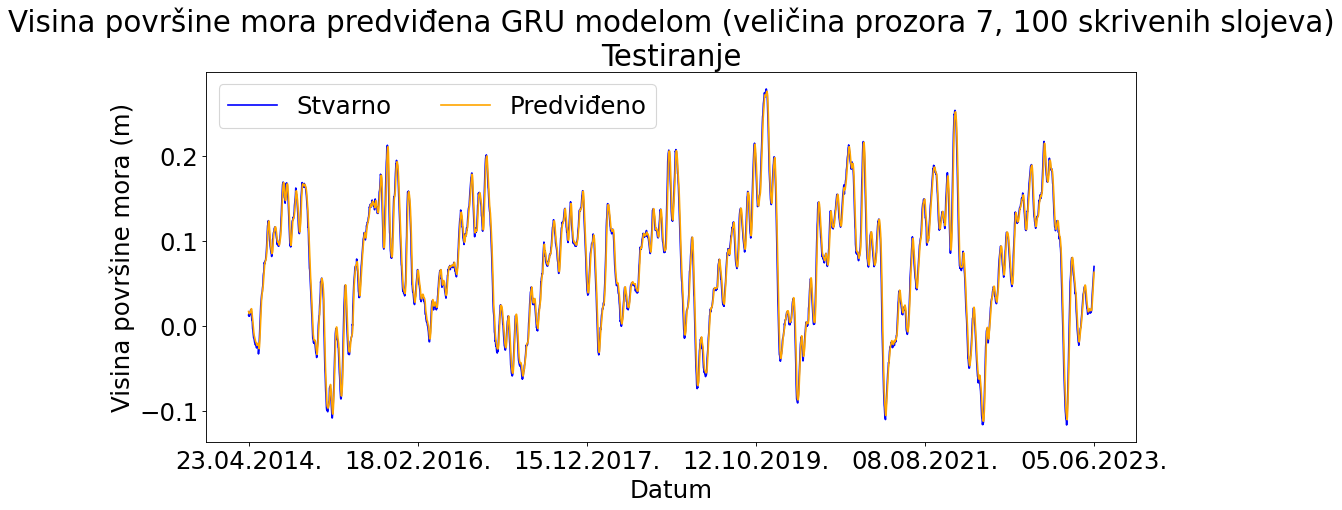 Visina površine mora predviđena GRU modelom (veličina prozora 7, 100 skrivenih slojeva)
Testiranje
Stvarno
Predviđeno
Visina površine mora (m)
0.2
0.1
0.0
−0.1
23.04.2014.
18.02.2016.
15.12.2017.
12.10.2019.
08.08.2021.
05.06.2023.
Datum